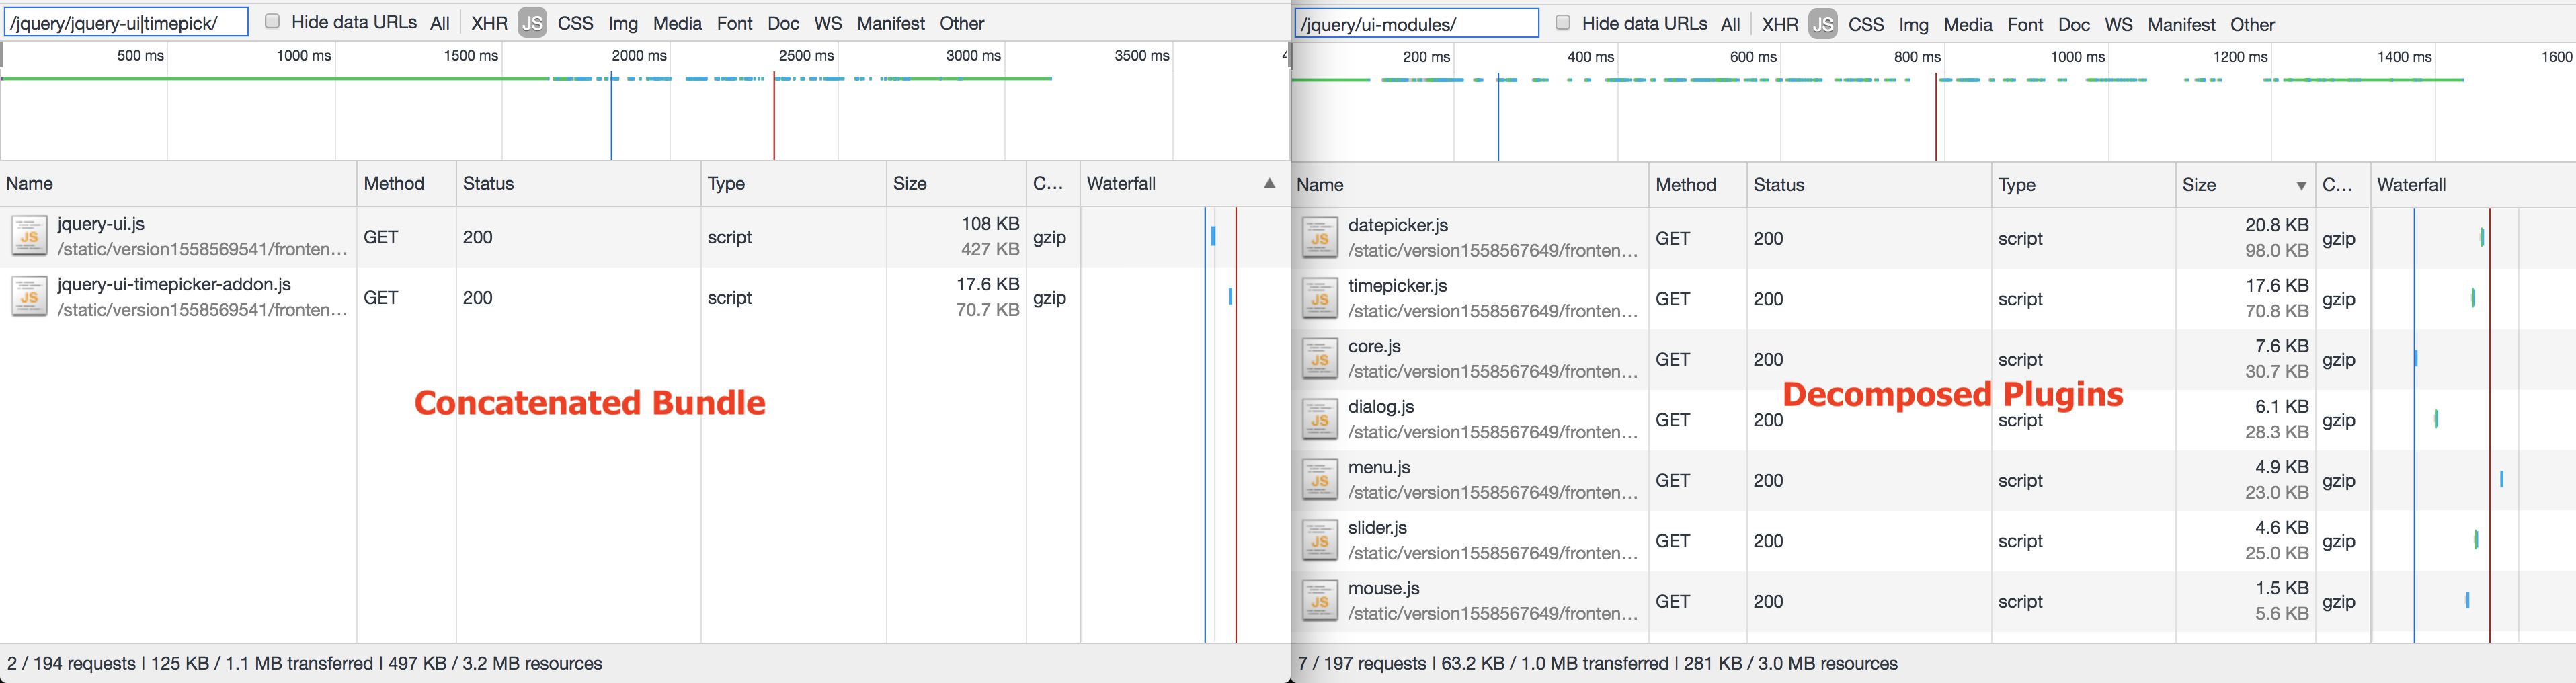 /jquery/jquery-ui|timepick/ Hide data URLs All XHR JS CSS Img Media Font Doc WS Manifest Other
500 ms 1000 ms 1500 ms 2000 ms 2500 ms 3000 ms 3500 ms
Name Method Status Type Size C... Waterfall ▲
jquery-ui.js
/static/version1558569541/fronten...
GET 200 script
108 KB
427 KB
gzip
jquery-ui-timepicker-addon.js
/static/version1558569541/fronten...
GET 200 script
17.6 KB
70.7 KB
gzip
Concatenated Bundle
2 / 194 requests | 125 KB / 1.1 MB transferred | 497 KB / 3.2 MB resources
/jquery/ui-modules/ Hide data URLs All XHR JS CSS Img Media Font Doc WS Manifest Other
200 ms 400 ms 600 ms 800 ms 1000 ms 1200 ms 1400 ms 1600
Name Method Status Type Size ▼ C... Waterfall
datepicker.js
/static/version1558567649/fronten...
GET 200 script
20.8 KB
98.0 KB
gzip
timepicker.js
/static/version1558567649/fronten...
GET 200 script
17.6 KB
70.8 KB
gzip
core.js
/static/version1558567649/fronten...
GET 200 script
7.6 KB
30.7 KB
gzip
Decomposed Plugins
dialog.js
/static/version1558567649/fronten...
GET 200 script
6.1 KB
28.3 KB
gzip
menu.js
/static/version1558567649/fronten...
GET 200 script
4.9 KB
23.0 KB
gzip
slider.js
/static/version1558567649/fronten...
GET 200 script
4.6 KB
25.0 KB
gzip
mouse.js
/static/version1558567649/fronten...
GET 200 script
1.5 KB
5.6 KB
gzip
7 / 197 requests | 63.2 KB / 1.0 MB transferred | 281 KB / 3.0 MB resources